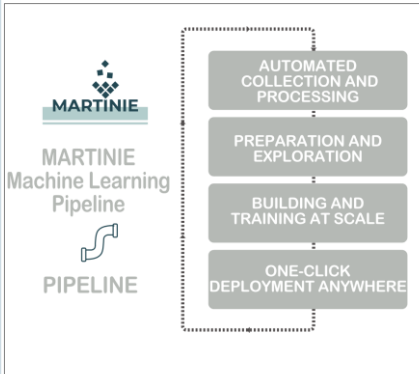 MARTINIE
MARTINIE
Machine Learning
Pipeline
PIPELINE
AUTOMATED
COLLECTION AND
PROCESSING
PREPARATION AND
EXPLORATION
BUILDING AND
TRAINING AT SCALE
ONE-CLICK
DEPLOYMENT ANYWHERE